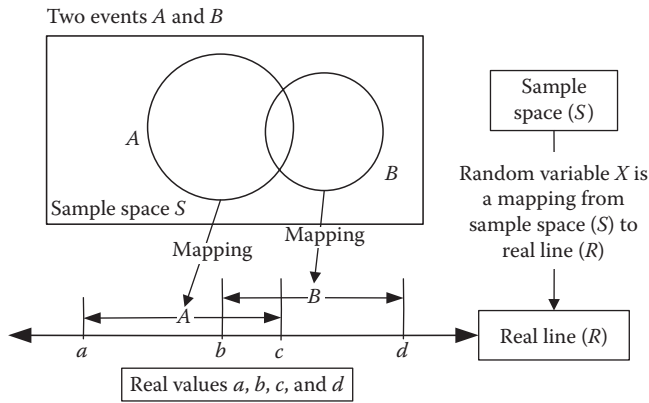 Two events A and B
A
B
Sample space S
Mapping
Mapping
A
B
a
b
c
d
Real values a, b, c, and d
Sample
space (S)
Random variable X is
a mapping from
sample space (S) to
real line (R)
Real line (R)